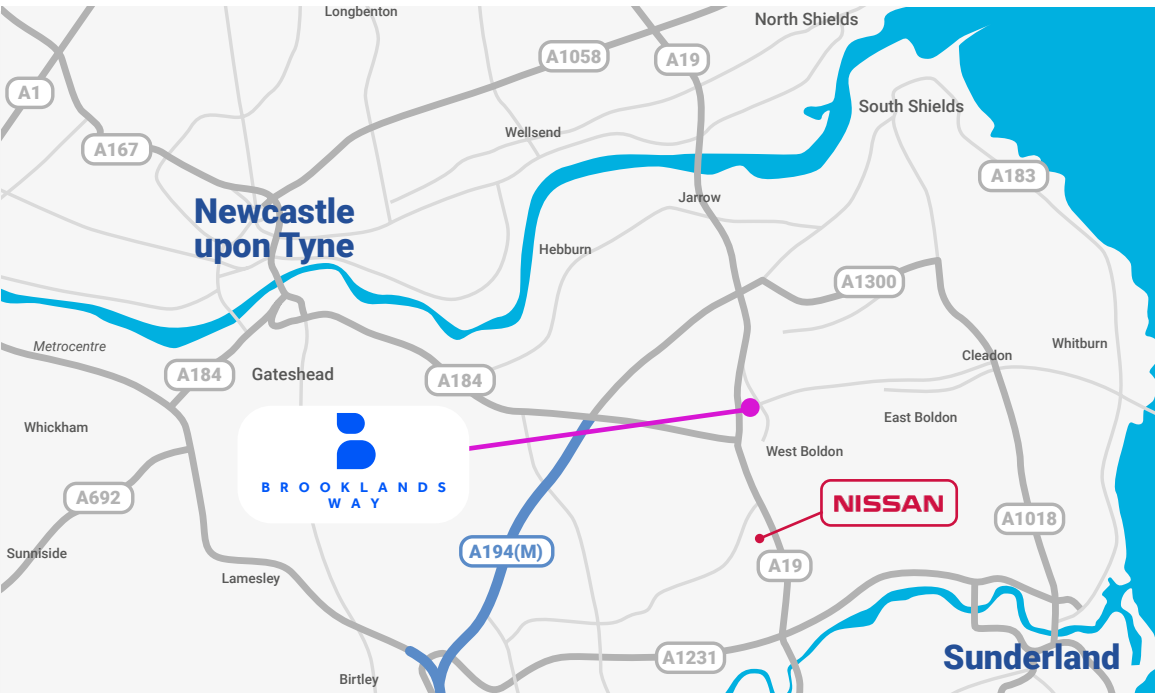 Longbenton
North Shields
A1058
A19
A1
South Shields
Wellsend
A167
A183
Jarrow
Newcastle
upon Tyne
Hebburn
A1300
Metrocentre
Whitburn
Cleadon
A184
Gateshead
A184
East Boldon
Whickham
West Boldon
BROOKLANDS
WAY
A692
NISSAN
A1018
Sunniside
A194(M)
A19
Lamesley
A1231
Sunderland
Birtley